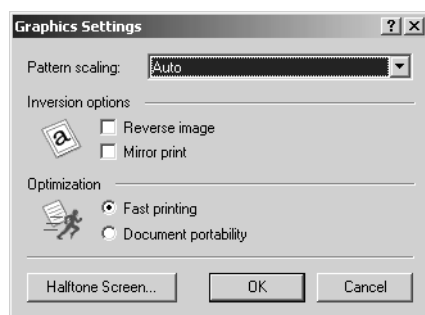 Graphics Settings
Pattern scaling: Auto
Inversion options
a
Reverse image
Mirror print
Optimization
Fast printing
Document portability
Halftone Screen... OK Cancel